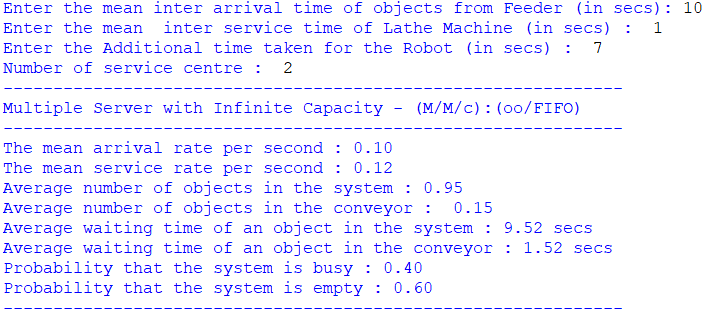 Enter the mean inter arrival time of objects from Feeder (in secs): 10
Enter the mean  inter service time of Lathe Machine (in secs) :  1
Enter the Additional time taken for the Robot (in secs) :  7
Number of service centre :  2
--------------------------------------------------------------
Multiple Server with Infinite Capacity - (M/M/c):(oo/FIFO)
--------------------------------------------------------------
The mean arrival rate per second : 0.10
The mean service rate per second : 0.12
Average number of objects in the system : 0.95
Average number of objects in the conveyor :  0.15
Average waiting time of an object in the system : 9.52 secs
Average waiting time of an object in the conveyor : 1.52 secs
Probability that the system is busy : 0.40
Probability that the system is empty : 0.60
--------------------------------------------------------------